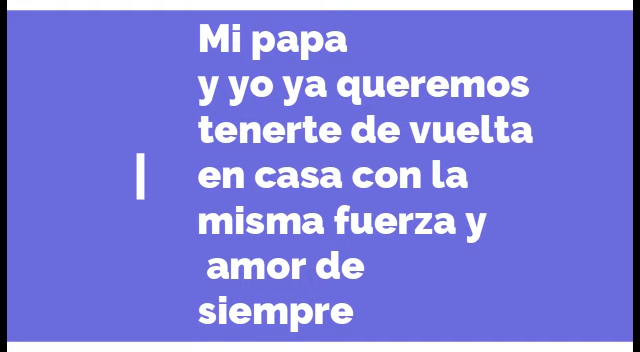 Mi papa
y yo ya queremos
tenerte de vuelta
en casa con la
misma fuerza y
amor de
siempre